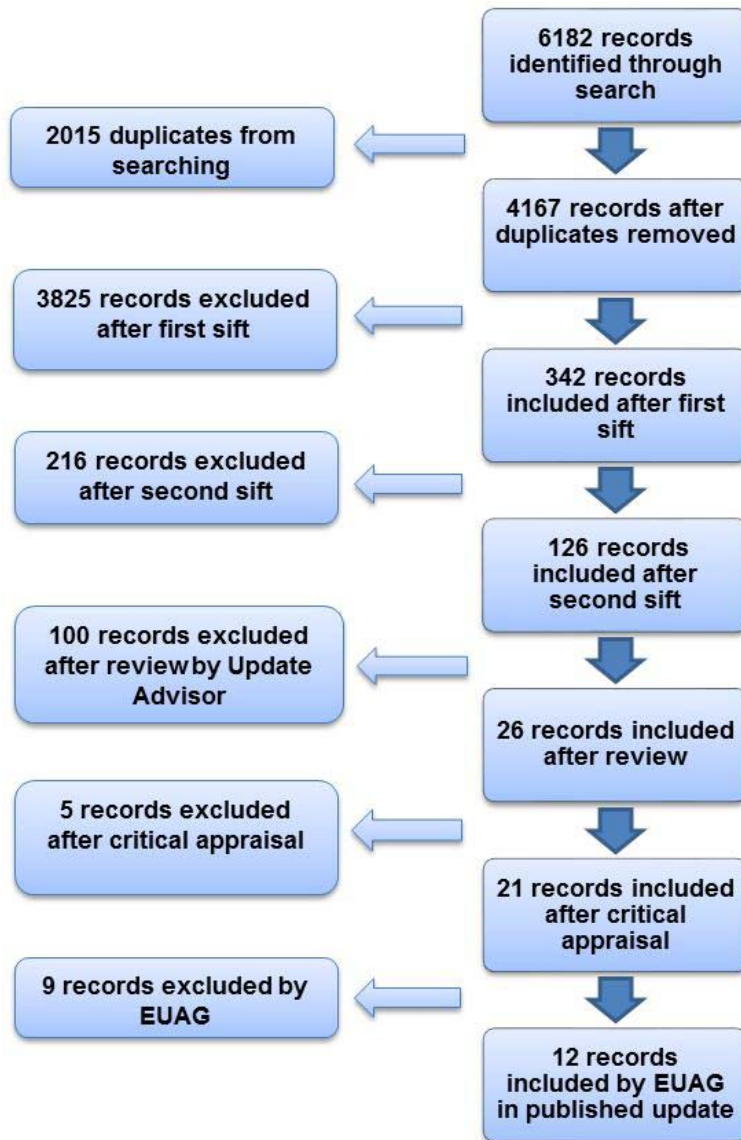 6182 records
identified through
search
2015 duplicates from
searching
4167 records after
duplicates removed
3825 records excluded
after first sift
342 records
included after first
sift
216 records excluded
after second sift
126 records
included after
second sift
100 records excluded
after review by Update
Advisor
26 records included
after review
5 records excluded
after critical appraisal
21 records included
after critical
appraisal
9 records excluded by
EUAG
12 records
included by EUAG
in published update